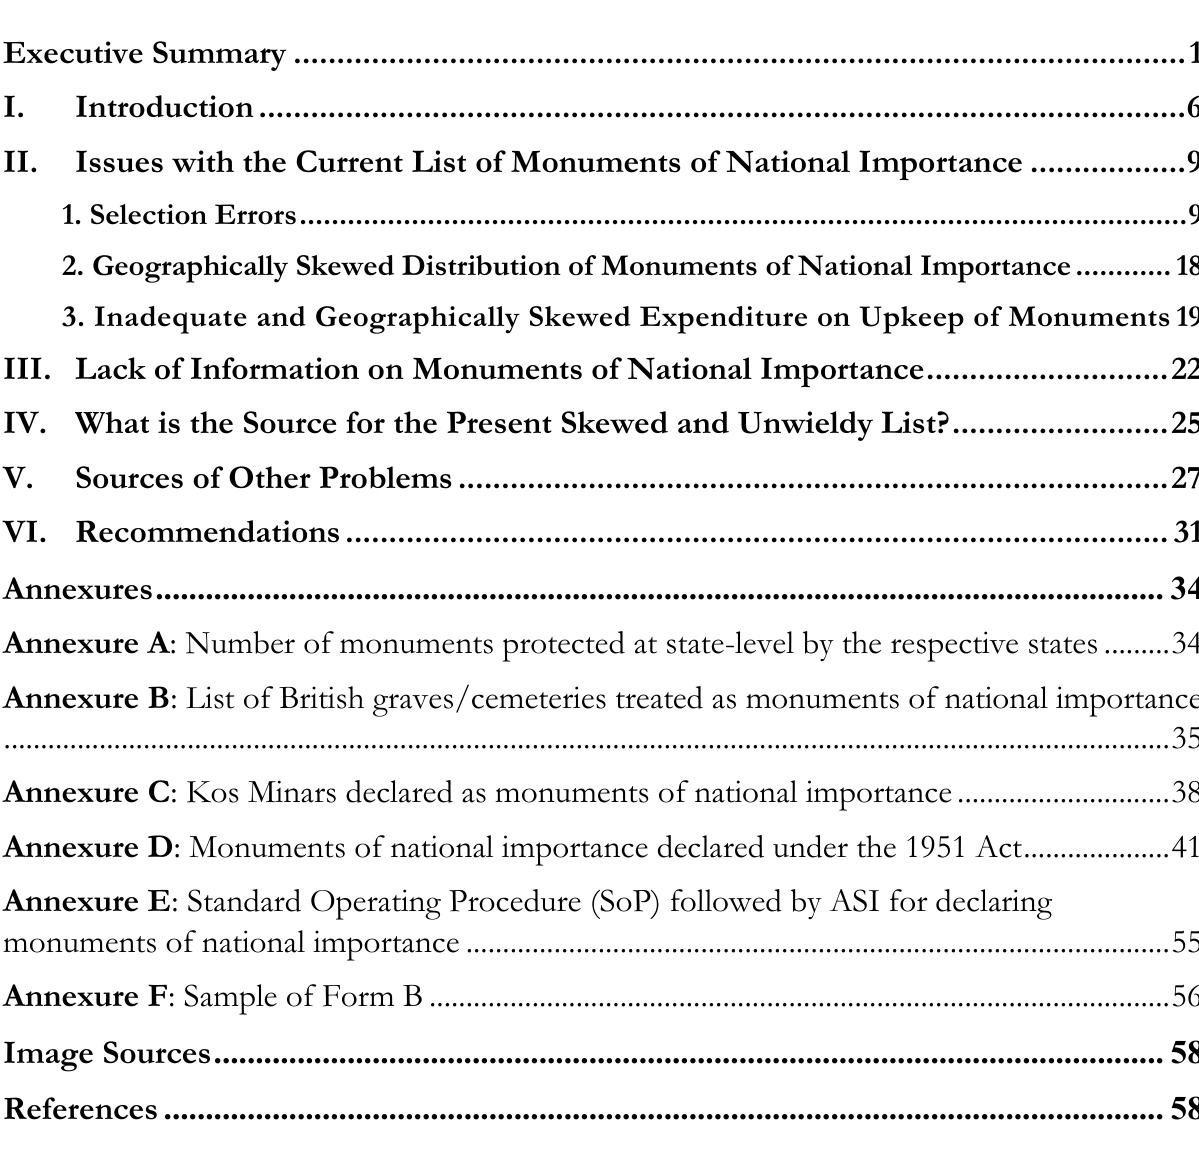 Executive Summary ........ 1
I. Introduction ........ 6
II. Issues with the Current List of Monuments of National Importance ........ 9
1. Selection Errors ........ 9
2. Geographically Skewed Distribution of Monuments of National Importance ........ 18
3. Inadequate and Geographically Skewed Expenditure on Upkeep of Monuments 19
III. Lack of Information on Monuments of National Importance ........ 22
IV. What is the Source for the Present Skewed and Unwieldy List? ........ 25
V. Sources of Other Problems ........ 27
VI. Recommendations ........ 31
Annexures ........ 34
Annexure A: Number of monuments protected at state-level by the respective states ........ 34
Annexure B: List of British graves/cemeteries treated as monuments of national importance
........ 35
Annexure C: Kos Minars declared as monuments of national importance ........ 38
Annexure D: Monuments of national importance declared under the 1951 Act ........ 41
Annexure E: Standard Operating Procedure (SoP) followed by ASI for declaring
monuments of national importance ........ 55
Annexure F: Sample of Form B ........ 56
Image Sources ........ 58
References ........ 58